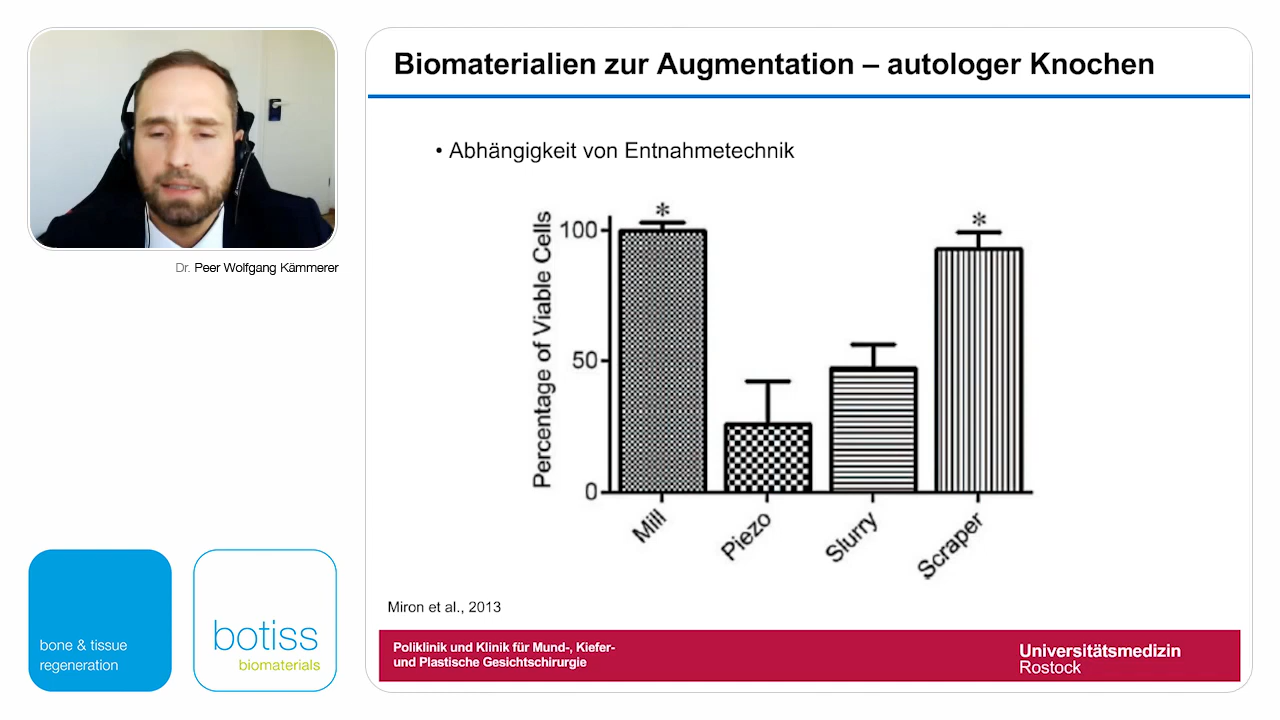 Biomaterialien zur Augmentation – autologer Knochen
• Abhängigkeit von Entnahmetechnik
Percentage of Viable Cells
100
50
0
*
*
Mill
Piezo
Slurry
Scraper
Miron et al., 2013
Poliklinik und Klinik für Mund-, Kiefer-
und Plastische Gesichtschirurgie
Universitätsmedizin
Rostock
Dr. Peer Wolfgang Kämmerer
bone & tissue
regeneration
botiss
biomaterials